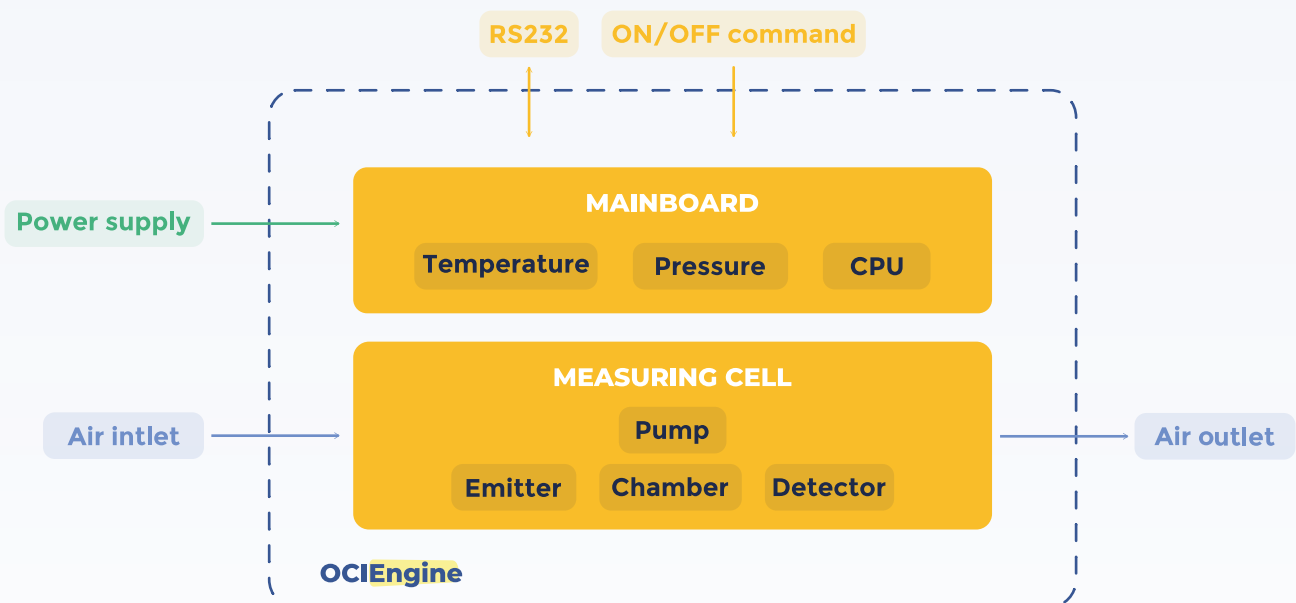 RS232
ON/OFF command
Power supply
MAINBOARD
Temperature
Pressure
CPU
MEASURING CELL
Air intlet
Pump
Air outlet
Emitter
Chamber
Detector
OCIEngine